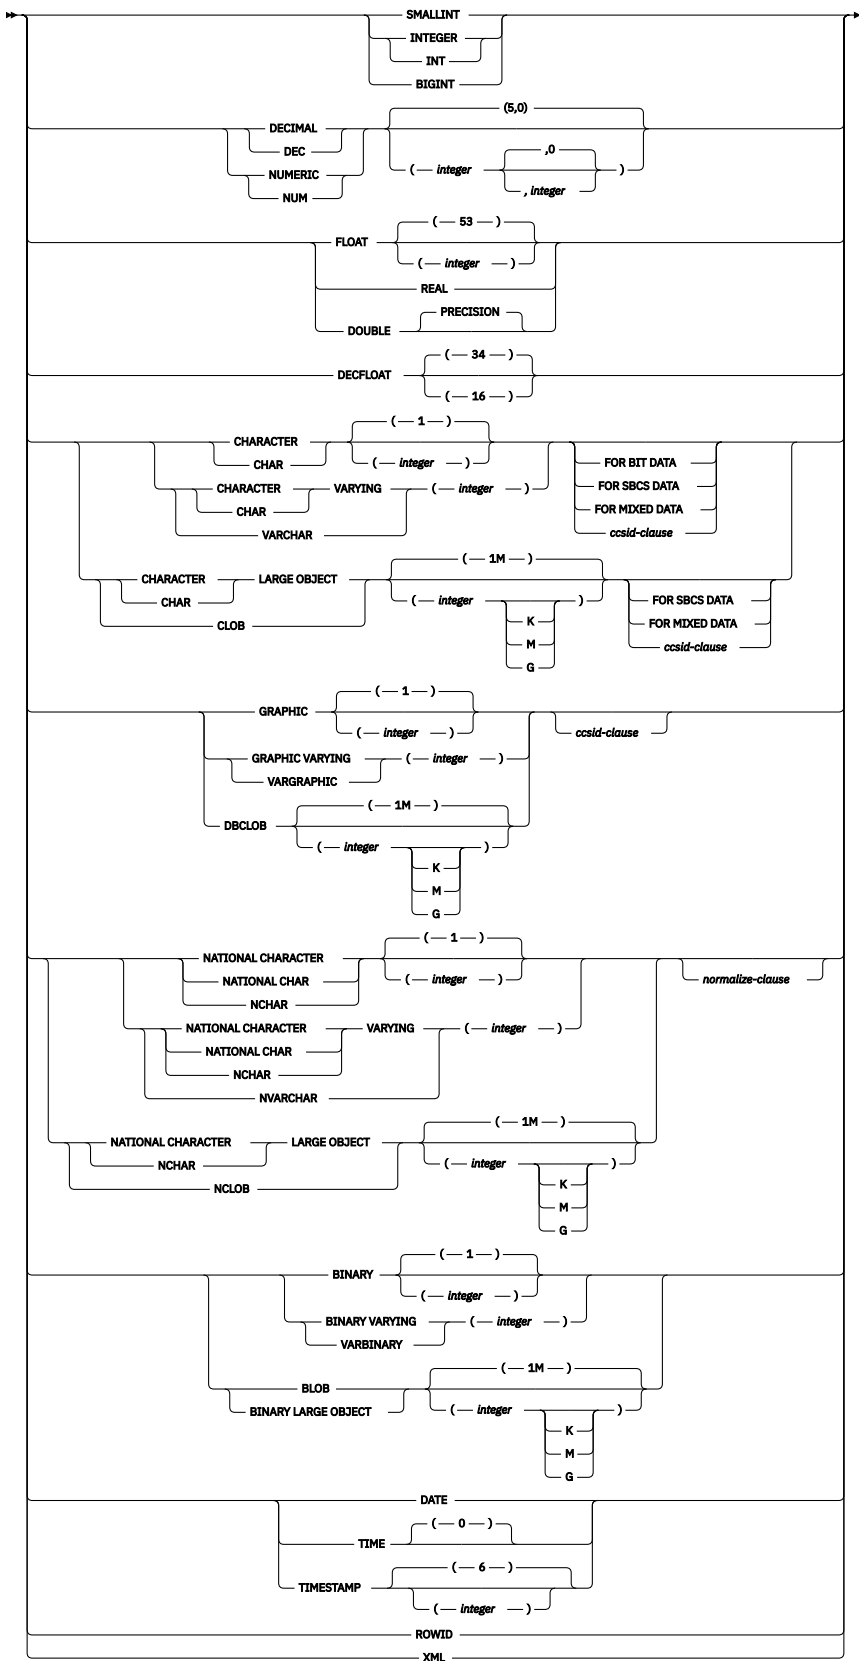 SMALLINT
INTEGER
INT
BIGINT
(5,0)
DECIMAL
DEC
,0
NUMERIC
( integer )
NUM
, integer
( 53 )
FLOAT
( integer )
REAL
PRECISION
DOUBLE
( 34 )
DECFLOAT
( 16 )
( 1 )
CHARACTER
CHAR ( integer ) FOR BIT DATA
CHARACTER VARYING ( integer ) FOR SBCS DATA
CHAR FOR MIXED DATA
VARCHAR ccsid-clause
( 1M )
CHARACTER LARGE OBJECT
CHAR ( integer ) FOR SBCS DATA
CLOB K FOR MIXED DATA
M ccsid-clause
G
( 1 )
GRAPHIC
( integer ) ccsid-clause
GRAPHIC VARYING ( integer )
VARGRAPHIC
( 1M )
DBCLOB
( integer )
K
M
G
( 1 )
NATIONAL CHARACTER
NATIONAL CHAR ( integer ) normalize-clause
NCHAR
NATIONAL CHARACTER VARYING ( integer )
NATIONAL CHAR
NCHAR
NVARCHAR
( 1M )
NATIONAL CHARACTER LARGE OBJECT
NCHAR ( integer )
NCLOB K
M
G
( 1 )
BINARY
( integer )
BINARY VARYING ( integer )
VARBINARY
( 1M )
BLOB
BINARY LARGE OBJECT ( integer )
K
M
G
DATE
( 0 )
TIME
( 6 )
TIMESTAMP
( integer )
ROWID
XML